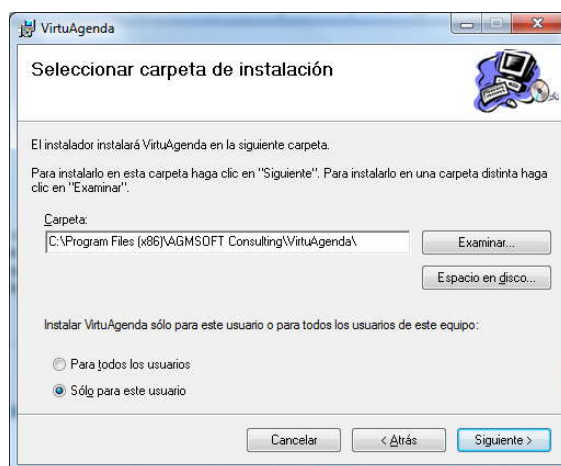 VirtuAgenda
Seleccionar carpeta de instalación
El instalador instalará VirtuAgenda en la siguiente carpeta.
Para instalarlo en esta carpeta haga clic en "Siguiente". Para instalarlo en una carpeta distinta haga
clic en "Examinar".
Carpeta:
C:\Program Files (x86)\AGMSOFT Consulting\VirtuAgenda\
Examinar...
Espacio en disco...
Instalar VirtuAgenda sólo para este usuario o para todos los usuarios de este equipo:
Para todos los usuarios
Sólo para este usuario
Cancelar
< Atrás
Siguiente >